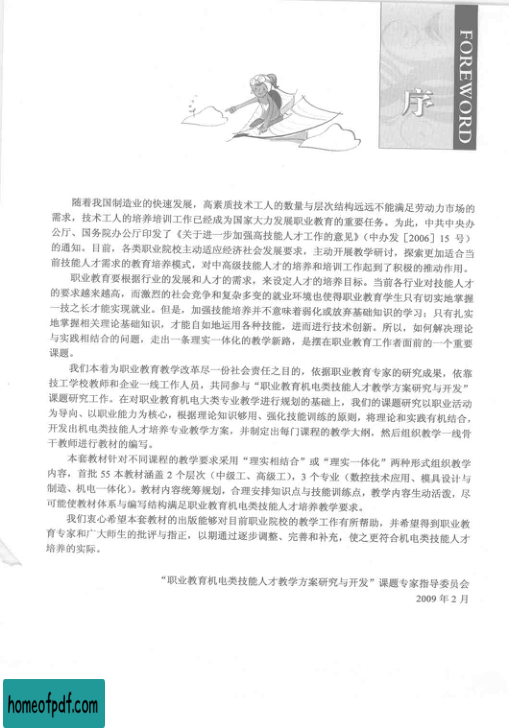 FOREWORD
序
随着我国制造业的快速发展，高素质技术工人的数量与层次结构远远不能满足劳动力市场的
需求，技术工人的培养培训工作已经成为国家大力发展职业教育的重要任务。为此，中共中央办
公厅、国务院办公厅印发了《关于进一步加强高技能人才工作的意见》（中办发［2006］15 号）
的通知。目前，各类职业院校主动适应经济社会发展要求，主动开展教学研讨，探索更加适合当
前技能人才需求的教育培养模式，对中高级技能人才的培养和培训工作起到了积极的推动作用。
职业教育要根据行业的发展和人才的需求，来设定人才的培养目标。当前各行业对技能人才
的要求越来越高，而激烈的社会竞争和复杂多变的就业环境也使得职业教育学生只有切实地掌握
一技之长才能实现就业。但是，加强技能培养并不意味着弱化或放弃基础知识的学习；只有扎实
地掌握相关理论基础知识，才能自如地运用各种技能，进而进行技术创新。所以，如何解决理论
与实践相结合的问题，走出一条理实一体化的教学新路，是摆在职业教育工作者面前的一个重要
课题。
我们本着为职业教育教学改革尽一份社会责任之目的，依据职业教育专家的研究成果，依靠
技工学校教师和企业一线工作人员，共同参与“职业教育机电类技能人才教学方案研究与开发”
课题研究工作。在对职业教育机电大类专业教学进行规划的基础上，我们的课题研究以职业活动
为导向、以职业能力为核心，根据理论知识够用、强化技能训练的原则，将理论和实践有机结合，
开发出机电类技能人才培养专业教学方案，并制定出每门课程的教学大纲，然后组织教学一线骨
干教师进行教材的编写。
本套教材针对不同课程的教学要求采用“理实相结合”或“理实一体化”两种形式组织教学
内容，首批 55 本教材涵盖 2 个层次（中级工、高级工），3 个专业（数控技术应用、模具设计与
制造、机电一体化）。教材内容统筹规划，合理安排知识点与技能训练点，教学内容生动活泼，尽
可能使教材体系与编写结构满足职业教育机电类技能人才培养教学要求。
我们衷心希望本套教材的出版能够对目前职业院校的教学工作有所帮助，并希望得到职业教
育专家和广大师生的批评与指正，以期通过逐步调整、完善和补充，使之更符合机电类技能人才
培养的实际。
“职业教育机电类技能人才教学方案研究与开发”课题专家指导委员会
2009 年 2 月
homeofpdf.com